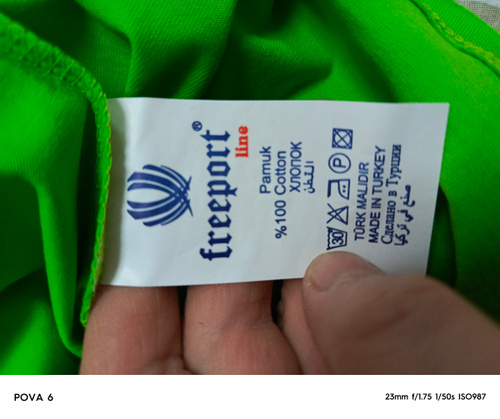 freeport®
line
Pamuk
%100 Cotton
ХЛОПОК
القطن
30
P
TÜRK MALIDIR
MADE IN TURKEY
Сделано в Турции
صنع في تركيا
POVA 6
23mm f/1.75 1/50s ISO987